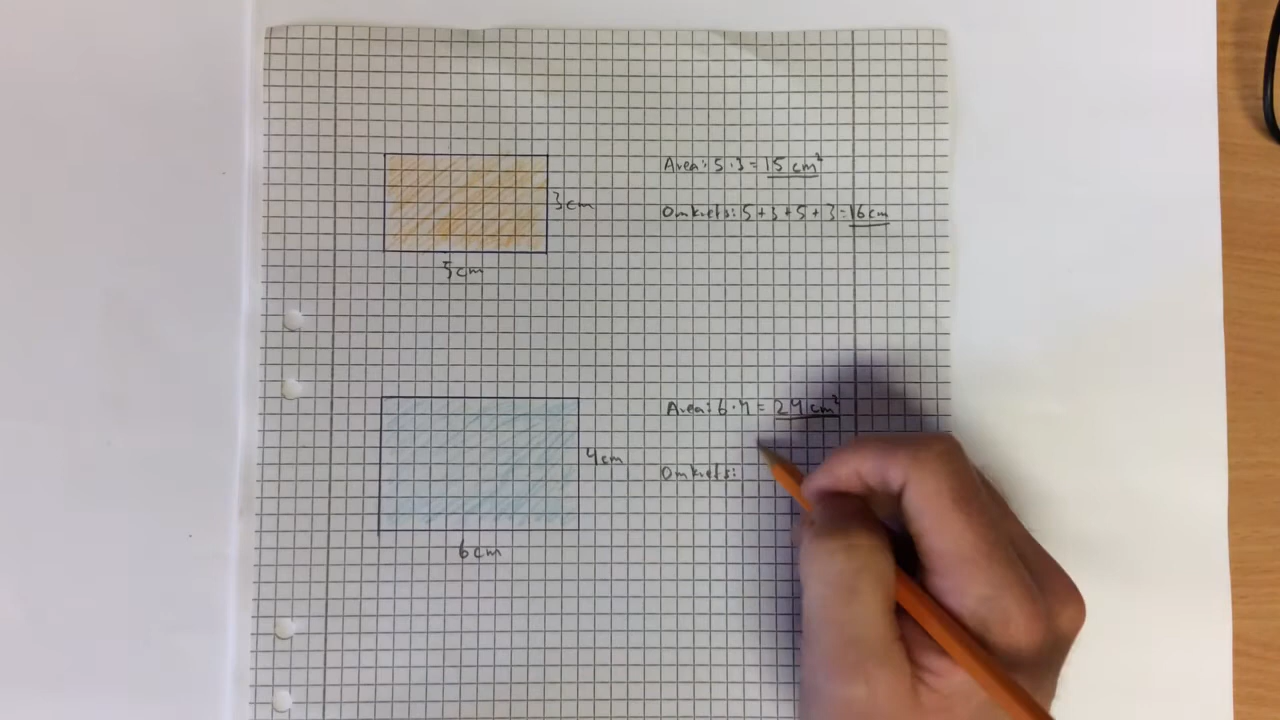 Area: 5·3 = 15 cm²
3cm
Omkrets: 5+3+5+3=16cm
5cm
Area: 6·4 = 24 cm²
4cm
Omkrets:
6cm